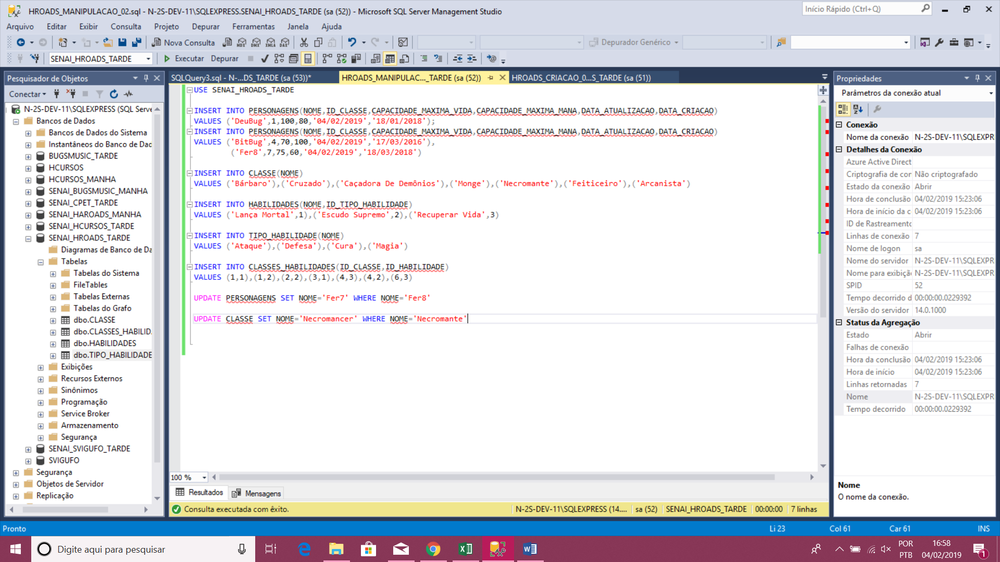 HROADS_MANIPULACAO_02.sql - N-2S-DEV-11\SQLEXPRESS.SENAI_HROADS_TARDE (sa (52)) - Microsoft SQL Server Management Studio
Início Rápido (Ctrl+Q)
Arquivo Editar Exibir Consulta Projeto Depurar Ferramentas Janela Ajuda
Nova Consulta MDX DMX XMLA DAX Depurador Genérico
SENAI_HROADS_TARDE Executar Depurar
Pesquisador de Objetos
Conectar
N-2S-DEV-11\SQLEXPRESS (SQL Serve
Bancos de Dados
Bancos de Dados do Sistema
Instantâneos do Banco de Dad
BUGSMUSIC_TARDE
HCURSOS
HCURSOS_MANHA
SENAI_BUGSMUSIC_MANHA
SENAI_CPET_TARDE
SENAI_HAROADS_MANHA
SENAI_HCURSOS_TARDE
SENAI_HROADS_TARDE
Diagramas de Banco de Da
Tabelas
Tabelas do Sistema
FileTables
Tabelas Externas
Tabelas do Grafo
dbo.CLASSE
dbo.CLASSES_HABILID.
dbo.HABILIDADES
dbo.TIPO_HABILIDADE
Exibições
Recursos Externos
Sinônimos
Programação
Service Broker
Armazenamento
Segurança
SENAI_SVIGUFO_TARDE
SVIGUFO
Segurança
Objetos de Servidor
Replicação
SQLQuery3.sql - N-...DS_TARDE (sa (53))* HROADS_MANIPULAC..._TARDE (sa (52)) HROADS_CRIACAO_0...S_TARDE (sa (51))
USE SENAI_HROADS_TARDE
INSERT INTO PERSONAGENS(NOME,ID_CLASSE,CAPACIDADE_MAXIMA_VIDA,CAPACIDADE_MAXIMA_MANA,DATA_ATUALIZACAO,DATA_CRIACAO)
VALUES ('DeuBug',1,100,80,'04/02/2019','18/01/2018');
INSERT INTO PERSONAGENS(NOME,ID_CLASSE,CAPACIDADE_MAXIMA_VIDA,CAPACIDADE_MAXIMA_MANA,DATA_ATUALIZACAO,DATA_CRIACAO)
VALUES ('BitBug',4,70,100,'04/02/2019','17/03/2016'),
('Fer8',7,75,60,'04/02/2019','18/03/2018')
INSERT INTO CLASSE(NOME)
VALUES ('Bárbaro'),('Cruzado'),('Caçadora De Demônios'),('Monge'),('Necromante'),('Feiticeiro'),('Arcanista')
INSERT INTO HABILIDADES(NOME,ID_TIPO_HABILIDADE)
VALUES ('Lança Mortal',1),('Escudo Supremo',2),('Recuperar Vida',3)
INSERT INTO TIPO_HABILIDADE(NOME)
VALUES ('Ataque'),('Defesa'),('Cura'),('Magia')
INSERT INTO CLASSES_HABILIDADES(ID_CLASSE,ID_HABILIDADE)
VALUES (1,1),(1,2),(2,2),(3,1),(4,3),(4,2),(6,3)
UPDATE PERSONAGENS SET NOME='Fer7' WHERE NOME='Fer8'
UPDATE CLASSE SET NOME='Necromancer' WHERE NOME='Necromante'
100 %
Resultados Mensagens
Consulta executada com êxito. N-2S-DEV-11\SQLEXPRESS (14.... sa (52) SENAI_HROADS_TARDE 00:00:00 7 linhas
Propriedades
Parâmetros da conexão atual
Conexão
Nome da conexão N-2S-DEV-11\SQLEXPR
Detalhes da Conexão
Azure Active Direct
Criptografia de cor Não criptografado
Estado da conexão Abrir
Hora de conclusão 04/02/2019 15:23:06
Hora de início da c 04/02/2019 15:23:06
ID de Rastreamento
Linhas de conexão 7
Nome de logon sa
Nome do servidor N-2S-DEV-11\SQLEXPR
Nome para exibiçã N-2S-DEV-11\SQLEXPR
SPID 52
Tempo decorrido d 00:00:00.0229392
Versão do servidor 14.0.1000
Status da Agregação
Estado Abrir
Falhas de conexão
Hora da conclusão 04/02/2019 15:23:06
Hora de início 04/02/2019 15:23:06
Linhas retornadas 7
Nome N-2S-DEV-11\SQLEXPR
Tempo decorrido 00:00:00.0229392
Nome
O nome da conexão.
Pronto Li 23 Col 61 Car 61 INS
Digite aqui para pesquisar
POR
PTB
16:58
04/02/2019
1